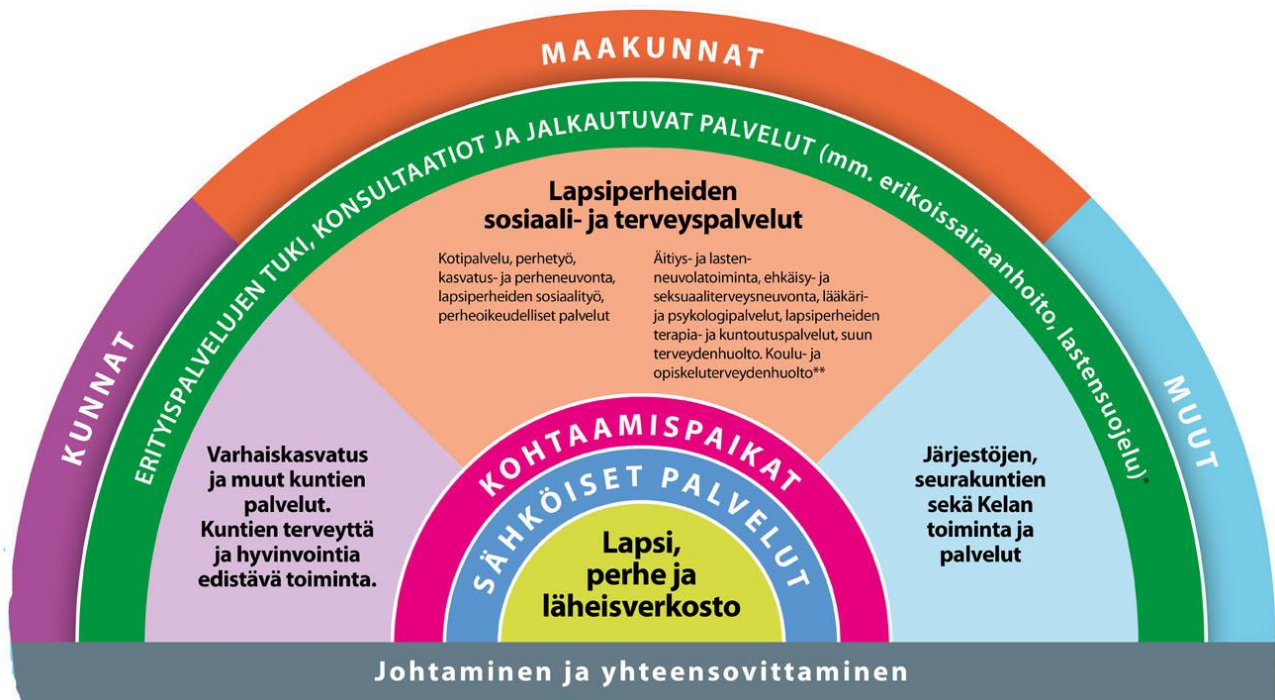 MAAKUNNAT
KUNNAT
MUUT
ERITYISPALVELUJEN TUKI, KONSULTAATIOT JA JALKAUTUVAT PALVELUT (mm. erikoissairaanhoito, lastensuojelu)*
Lapsiperheiden
sosiaali- ja terveyspalvelut
Kotipalvelu, perhetyö,
kasvatus- ja perheneuvonta,
lapsiperheiden sosiaalityö,
perheoikeudelliset palvelut
Äitiys- ja lasten-
neuvolatoiminta, ehkäisy- ja
seksuaaliterveysneuvonta, lääkäri-
ja psykologipalvelut, lapsiperheiden
terapia- ja kuntoutuspalvelut, suun
terveydenhuolto. Koulu- ja
opiskeluterveydenhuolto**
Varhaiskasvatus
ja muut kuntien
palvelut.
Kuntien terveyttä
ja hyvinvointia
edistävä toiminta.
Järjestöjen,
seurakuntien
sekä Kelan
toiminta ja
palvelut
KOHTAAMISPAIKAT
SÄHKÖISET PALVELUT
Lapsi,
perhe ja
läheisverkosto
Johtaminen ja yhteensovittaminen